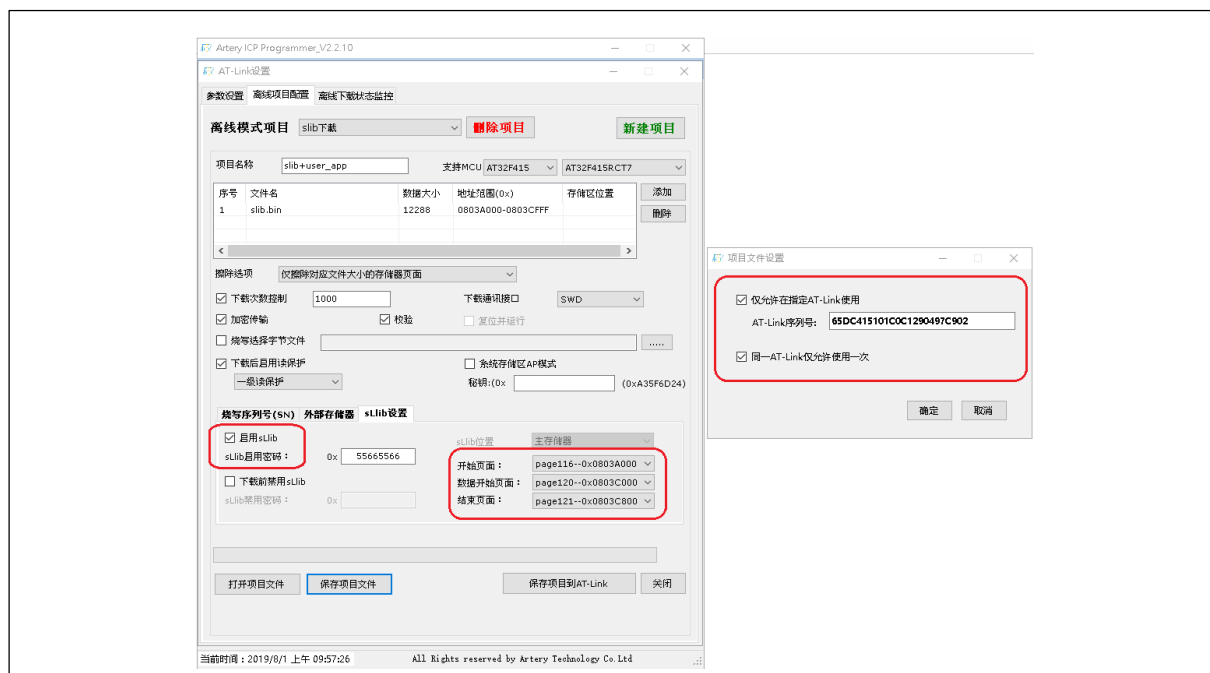 Artery ICP Programmer_V2.2.10
AT-Link设置
参数设置 离线项目配置 离线下载状态监控
离线模式项目 slib下载 删除项目 新建项目
项目名称 slib+user_app 支持MCU AT32F415 AT32F415RCT7
序号 文件名 数据大小 地址范围(0x) 存储区位置 添加
1 slib.bin 12288 0803A000-0803CFFF 删除
擦除选项 仅擦除对应文件大小的存储器页面
下载次数控制 1000 下载通讯接口 SWD
加密传输 校验 复位并运行
烧写选择字节文件 .....
下载后启用读保护 系统存储区AP模式
一级读保护 秘钥:(0x (0xA35F6D24)
烧写序列号(SN) 外部存储器 sLlib设置
启用sLlib sLlib位置 主存储器
sLlib启用密码： 0x 55665566 开始页面： page116--0x0803A000
下载前禁用sLlib 数据开始页面： page120--0x0803C000
sLlib禁用密码： 0x 结束页面： page121--0x0803C800
打开项目文件 保存项目文件 保存项目到AT-Link 关闭
当前时间：2019/8/1 上午 09:57:26 All Rights reserved by Artery Technology Co.Ltd
项目文件设置
仅允许在指定AT-Link使用
AT-Link序列号: 65DC415101C0C1290497C902
同一AT-Link仅允许使用一次
确定 取消